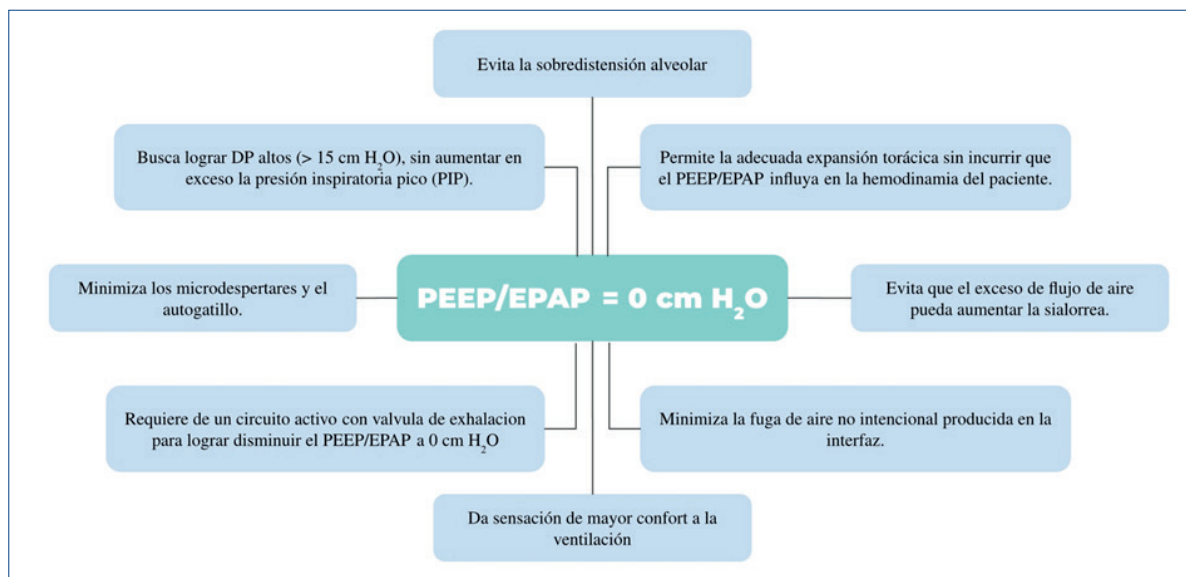 Evita la sobredistensión alveolar
Busca lograr DP altos (> 15 cm H₂O), sin aumentar en
exceso la presión inspiratoria pico (PIP).
Permite la adecuada expansión torácica sin incurrir que
el PEEP/EPAP influya en la hemodinamia del paciente.
Minimiza los microdespertares y el
autogatillo.
PEEP/EPAP = 0 cm H₂O
Evita que el exceso de flujo de aire
pueda aumentar la sialorrea.
Requiere de un circuito activo con valvula de exhalacion
para lograr disminuir el PEEP/EPAP a 0 cm H₂O
Minimiza la fuga de aire no intencional producida en la
interfaz.
Da sensación de mayor confort a la
ventilación